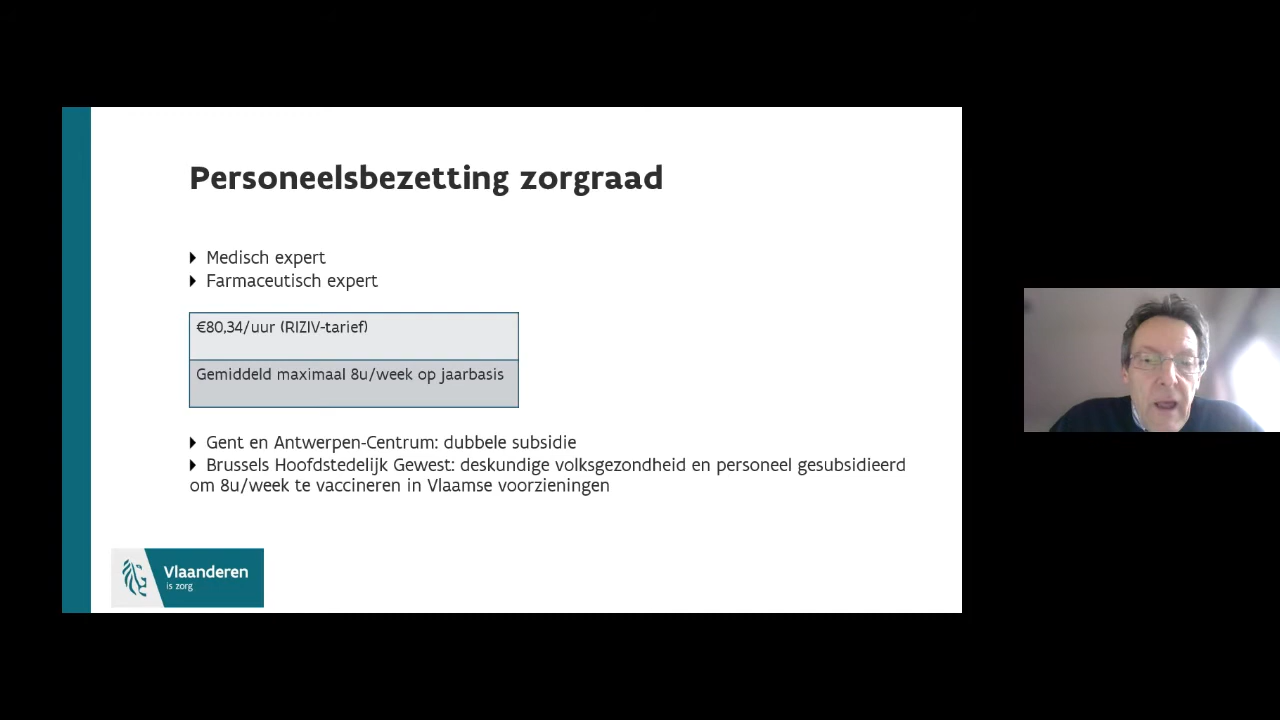 Personeelsbezetting zorgraad
Medisch expert
Farmaceutisch expert
€80,34/uur (RIZIV-tarief)
Gemiddeld maximaal 8u/week op jaarbasis
Gent en Antwerpen-Centrum: dubbele subsidie
Brussels Hoofdstedelijk Gewest: deskundige volksgezondheid en personeel gesubsidieerd
om 8u/week te vaccineren in Vlaamse voorzieningen
Vlaanderen
is zorg